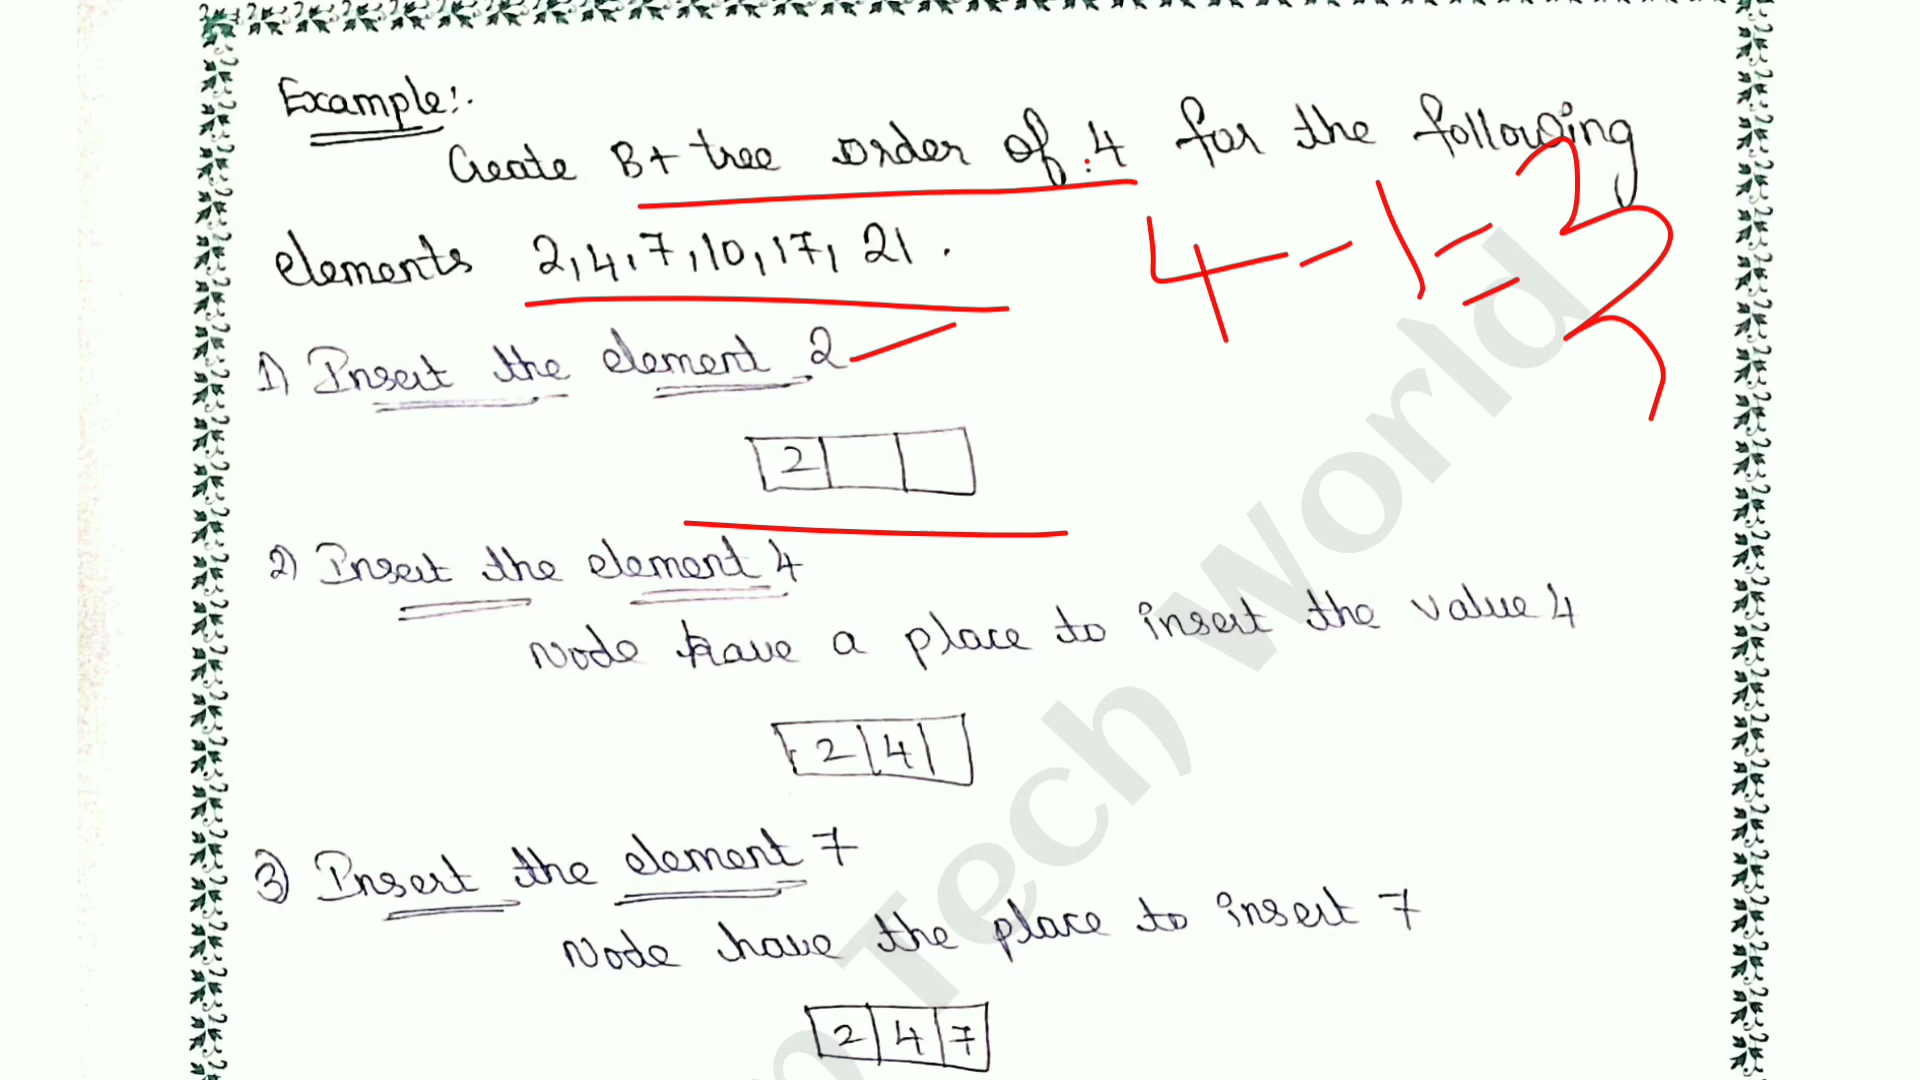 Example:-
Create B+ tree order of 4 for the following
elements 2, 4, 7, 10, 17, 21.
4 - 1 = 3
1) Insert the element 2
2
2) Insert the element 4
Node have a place to insert the value 4
2 4
3) Insert the element 7
Node have the place to insert 7
2 4 7
Tech World